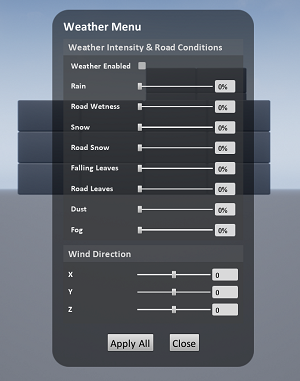 Weather Menu
Weather Intensity & Road Conditions
Weather Enabled
Rain 0%
Road Wetness 0%
Snow 0%
Road Snow 0%
Falling Leaves 0%
Road Leaves 0%
Dust 0%
Fog 0%
Wind Direction
X 0
Y 0
Z 0
Apply All Close